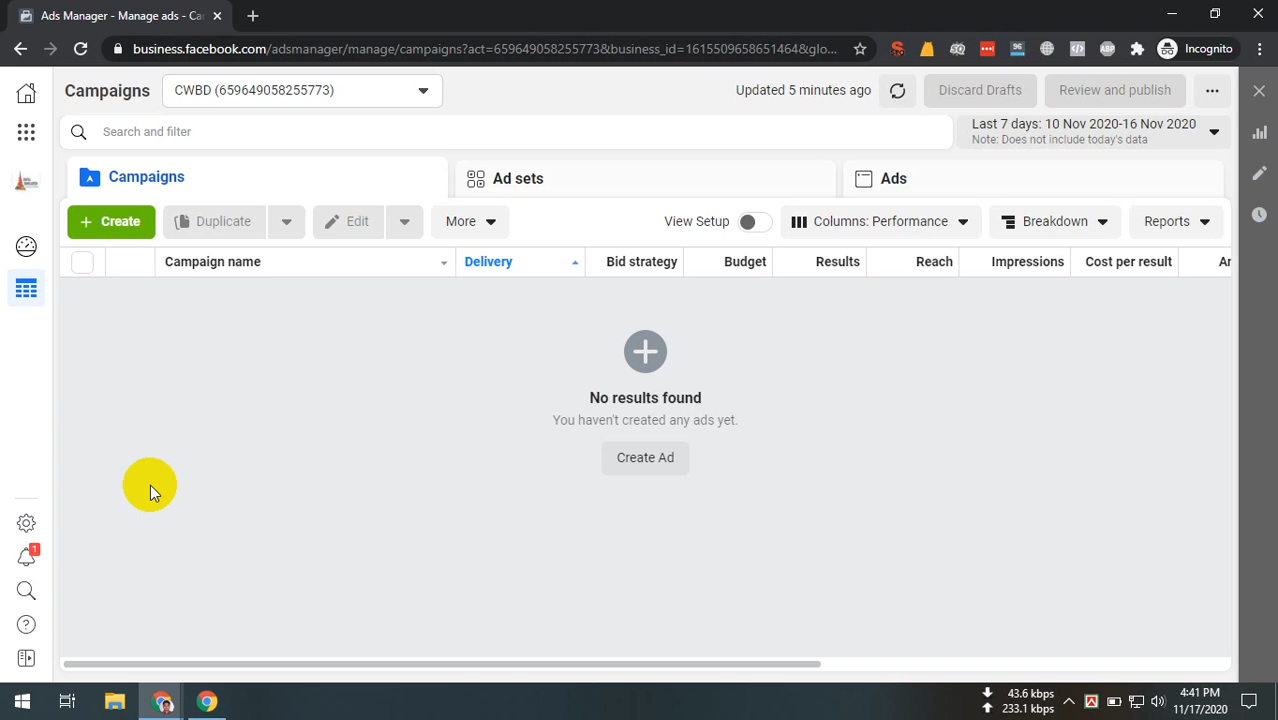 Ads Manager - Manage ads - Ca
Incognito
business.facebook.com/adsmanager/manage/campaigns?act=659649058255773&business_id=161550965865146​4&glo...
96
ABP
Campaigns
CWBD (659649058255773)
Updated 5 minutes ago
Discard Drafts
Review and publish
Search and filter
Last 7 days: 10 Nov 2020-16 Nov 2020
Note: Does not include today's data
Campaigns
Ad sets
Ads
+ Create
Duplicate
Edit
More
View Setup
Columns: Performance
Breakdown
Reports
Campaign name
Delivery
Bid strategy
Budget
Results
Reach
Impressions
Cost per result
Ar
No results found
You haven't created any ads yet.
Create Ad
1
43.6 kbps
233.1 kbps
4:41 PM
11/17/2020